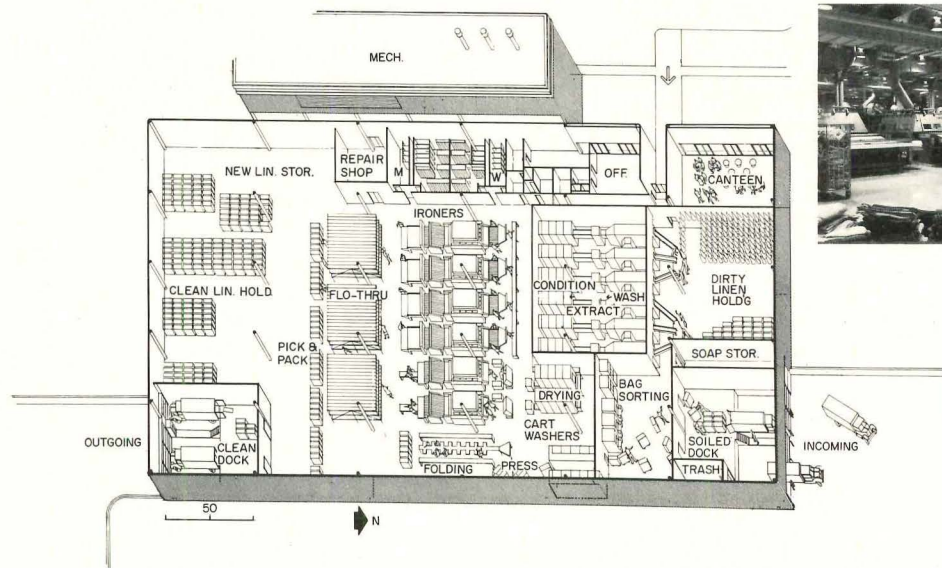 MECH.
REPAIR
SHOP
M
W
OFF.
CANTEEN
NEW LIN. STOR.
IRONERS
CLEAN LIN. HOLD.
FLO-THRU
CONDITION
WASH
EXTRACT
DIRTY
LINEN
HOLD'G
PICK &
PACK
SOAP STOR.
DRYING
BAG
SORTING
CART
WASHERS
OUTGOING
CLEAN
DOCK
FOLDING
PRESS
SOILED
DOCK
TRASH
INCOMING
50
N